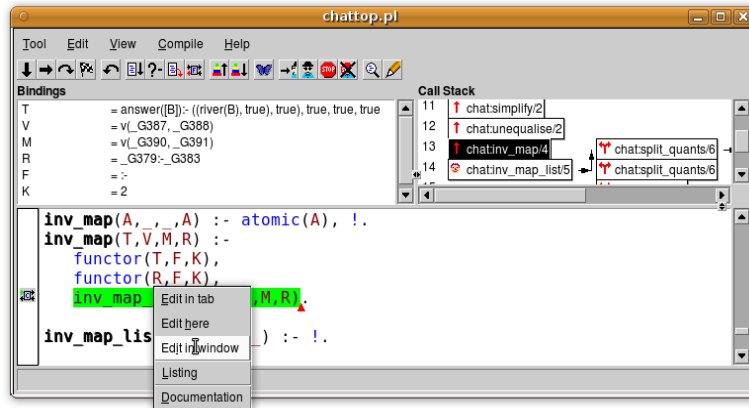 chattop.pl
Tool Edit View Compile Help
Bindings
T = answer([B]):- ((river(B), true), true), true, true, true
V = v(_G387, _G388)
M = v(_G390, _G391)
R = _G379:-_G383
F = :-
K = 2
Call Stack
11 chat:simplify/2
12 chat:unequalise/2
13 chat:inv_map/4 chat:split_quants/6
14 chat:inv_map_list/5 chat:split_quants/6
inv_map(A,_,_,A) :- atomic(A), !.
inv_map(T,V,M,R) :-
functor(T,F,K),
functor(R,F,K),
inv_map_ ,M,R).
inv_map_lis _) :- !.
Edit in tab
Edit here
Edit in window
Listing
Documentation